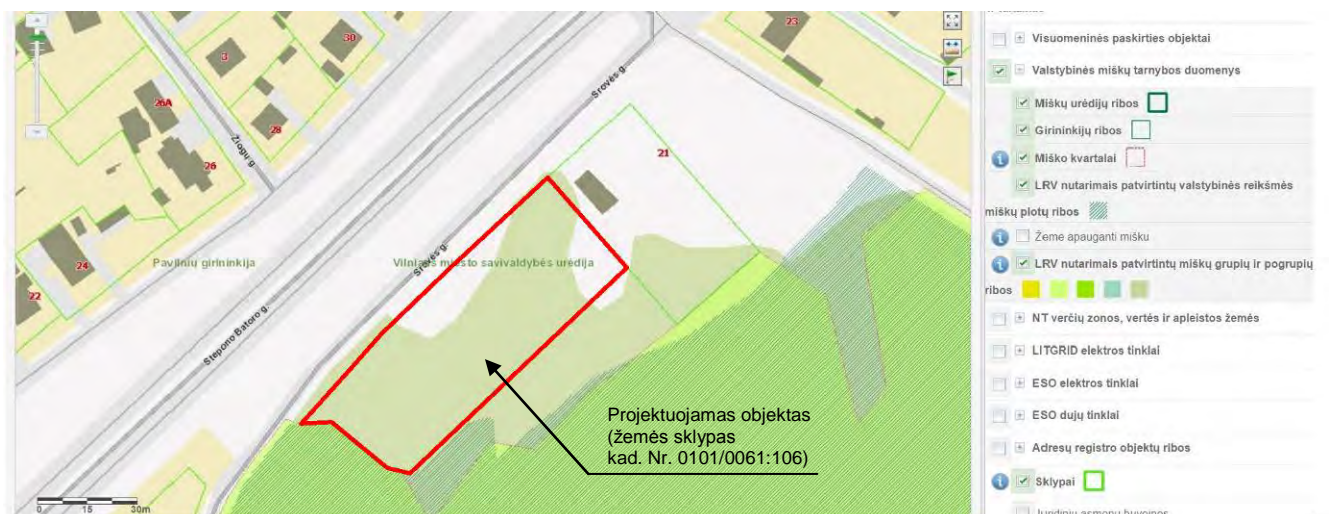 23
30
3
26A
28
26
24
22
21
Žiogų g.
Srovės g.
Srovės g.
Stepono Batoro g.
Pavilnių girininkija
Vilniaus miesto savivaldybės urėdija
Projektuojamas objektas
(žemės sklypas
kad. Nr. 0101/0061:106)
0 15 30m
Visuomeninės paskirties objektai
Valstybinės miškų tarnybos duomenys
Miškų urėdijų ribos
Girininkijų ribos
Miško kvartalai
LRV nutarimais patvirtintų valstybinės reikšmės
miškų plotų ribos
Žeme apauganti mišku
LRV nutarimais patvirtintų miškų grupių ir pogrupių
ribos
NT verčių zonos, vertės ir apleistos žemės
LITGRID elektros tinklai
ESO elektros tinklai
ESO dujų tinklai
Adresų registro objektų ribos
Sklypai